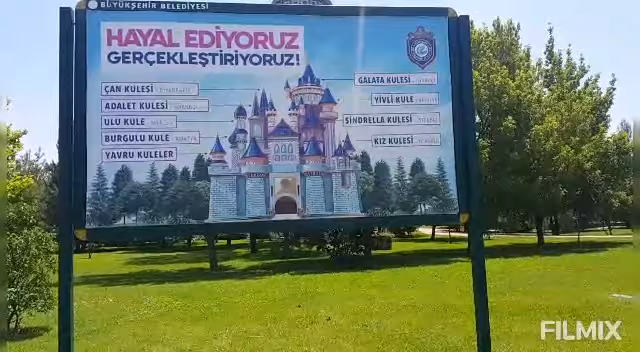 BÜYÜKŞEHİR BELEDİYESİ
HAYAL EDİYORUZ
GERÇEKLEŞTİRİYORUZ!
ÇAN KULESİ
ADALET KULESİ
ULU KULE
BURGULU KULE
YAVRU KULELER
GALATA KULESİ
YİVLİ KULE
SİNDRELLA KULESİ
KIZ KULESİ
FILMIX